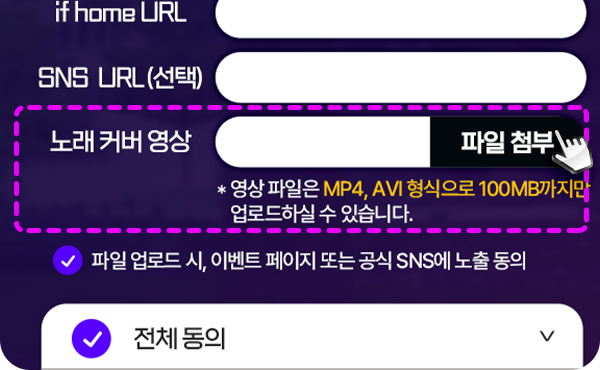 if home URL
SNS URL(선택)
노래 커버 영상
파일 첨부
* 영상 파일은 MP4, AVI 형식으로 100MB까지만
업로드하실 수 있습니다.
파일 업로드 시, 이벤트 페이지 또는 공식 SNS에 노출 동의
전체 동의